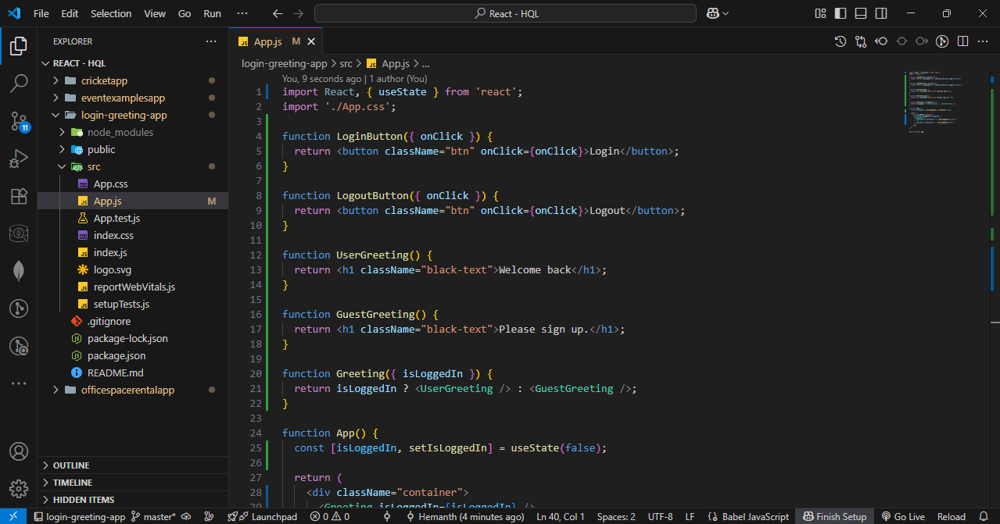 File Edit Selection View Go Run ··· React - HQL
EXPLORER ···
REACT - HQL
cricketapp
eventexamplesapp
login-greeting-app
node_modules
public
src
App.css
App.js M
App.test.js
index.css
index.js
logo.svg
reportWebVitals.js
setupTests.js
.gitignore
package-lock.json
package.json
README.md
officespacerentalapp
OUTLINE
TIMELINE
HIDDEN ITEMS
11
App.js M
login-greeting-app > src > App.js > ...
You, 9 seconds ago | 1 author (You)
1 import React, { useState } from 'react';
2 import './App.css';
3
4 function LoginButton({ onClick }) {
5 return <button className="btn" onClick={onClick}>Login</button>;
6 }
7
8 function LogoutButton({ onClick }) {
9 return <button className="btn" onClick={onClick}>Logout</button>;
10 }
11
12 function UserGreeting() {
13 return <h1 className="black-text">Welcome back</h1>;
14 }
15
16 function GuestGreeting() {
17 return <h1 className="black-text">Please sign up.</h1>;
18 }
19
20 function Greeting({ isLoggedIn }) {
21 return isLoggedIn ? <UserGreeting /> : <GuestGreeting />;
22 }
23
24 function App() {
25 const [isLoggedIn, setIsLoggedIn] = useState(false);
26
27 return (
28 <div className="container">
29 <Greeting isLoggedIn={isLoggedIn} />
login-greeting-app master* Launchpad 0 0 Hemanth (4 minutes ago) Ln 40, Col 1 Spaces: 2 UTF-8 LF Babel JavaScript Finish Setup Go Live Reload